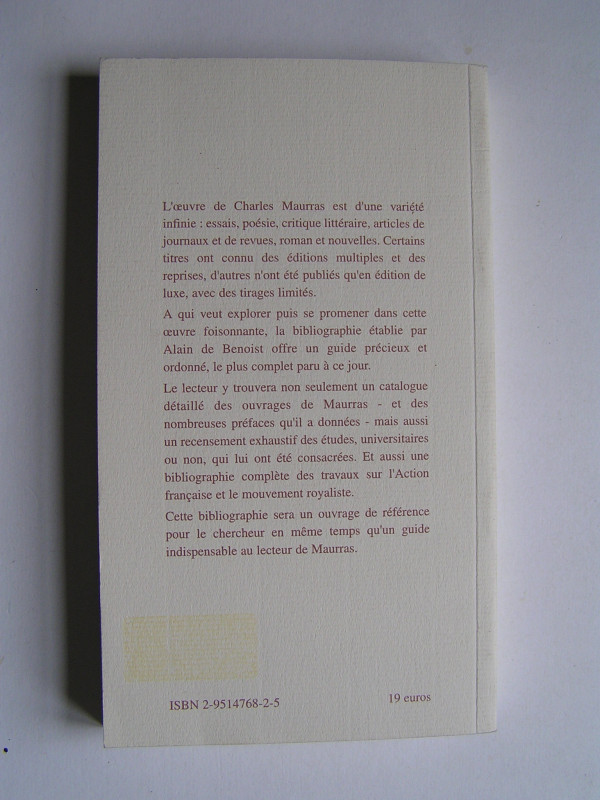 L'œuvre de Charles Maurras est d'une variété
infinie : essais, poésie, critique littéraire, articles de
journaux et de revues, roman et nouvelles. Certains
titres ont connu des éditions multiples et des
reprises, d'autres n'ont été publiés qu'en édition de
luxe, avec des tirages limités.
A qui veut explorer puis se promener dans cette
œuvre foisonnante, la bibliographie établie par
Alain de Benoist offre un guide précieux et
ordonné, le plus complet paru à ce jour.
Le lecteur y trouvera non seulement un catalogue
détaillé des ouvrages de Maurras - et des
nombreuses préfaces qu'il a données - mais aussi
un recensement exhaustif des études, universitaires
ou non, qui lui ont été consacrées. Et aussi une
bibliographie complète des travaux sur l'Action
française et le mouvement royaliste.
Cette bibliographie sera un ouvrage de référence
pour le chercheur en même temps qu'un guide
indispensable au lecteur de Maurras.
ISBN 2-9514768-2-5
19 euros